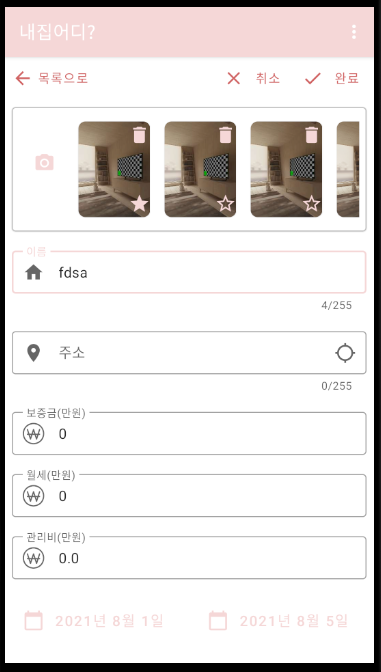 내집어디?
목록으로 취소 완료
이름
fdsa
4/255
주소
0/255
보증금(만원)
0
월세(만원)
0
관리비(만원)
0.0
2021년 8월 1일 2021년 8월 5일